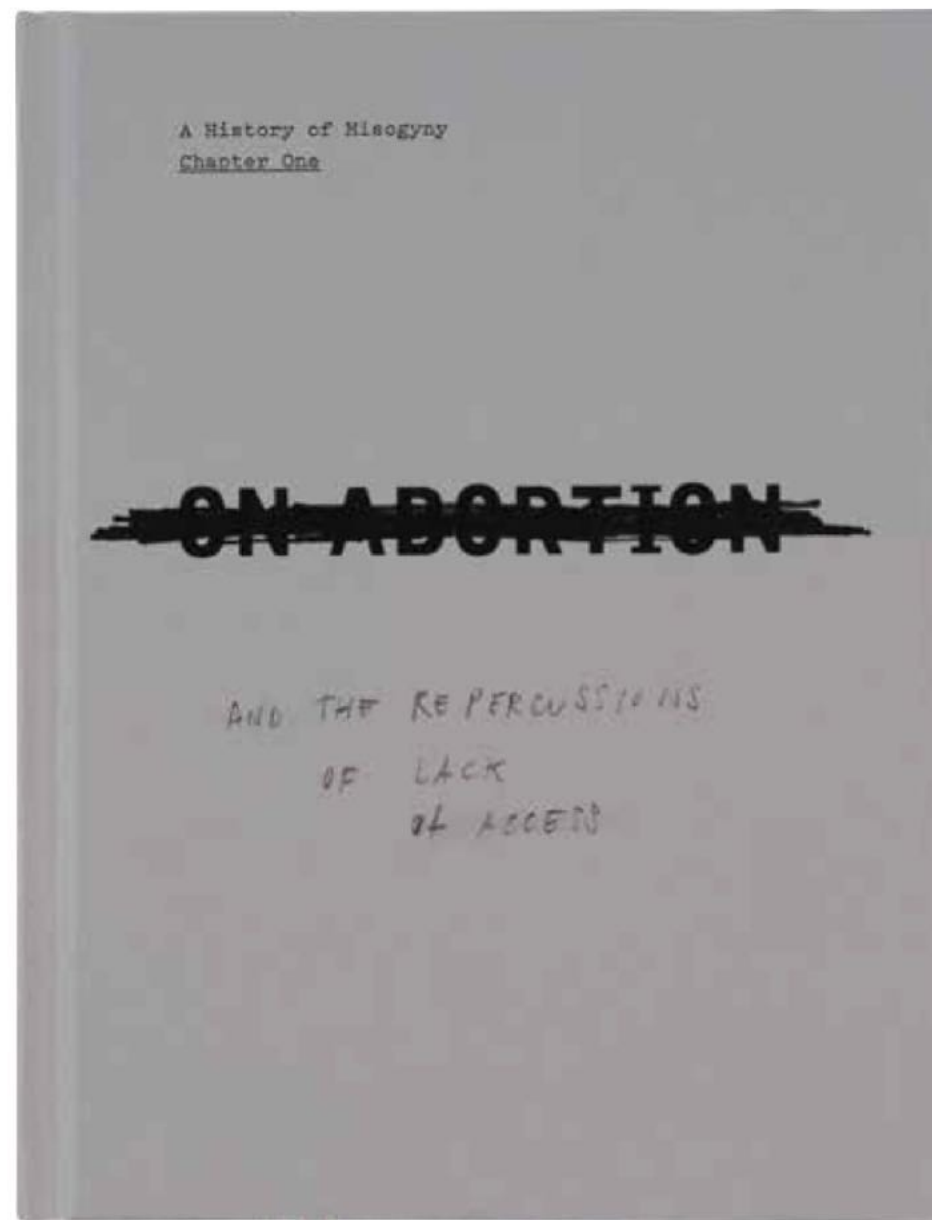 A History of Misogyny
Chapter One
ON ABORTION
AND THE REPERCUSSIONS
OF LACK
of ACCESS